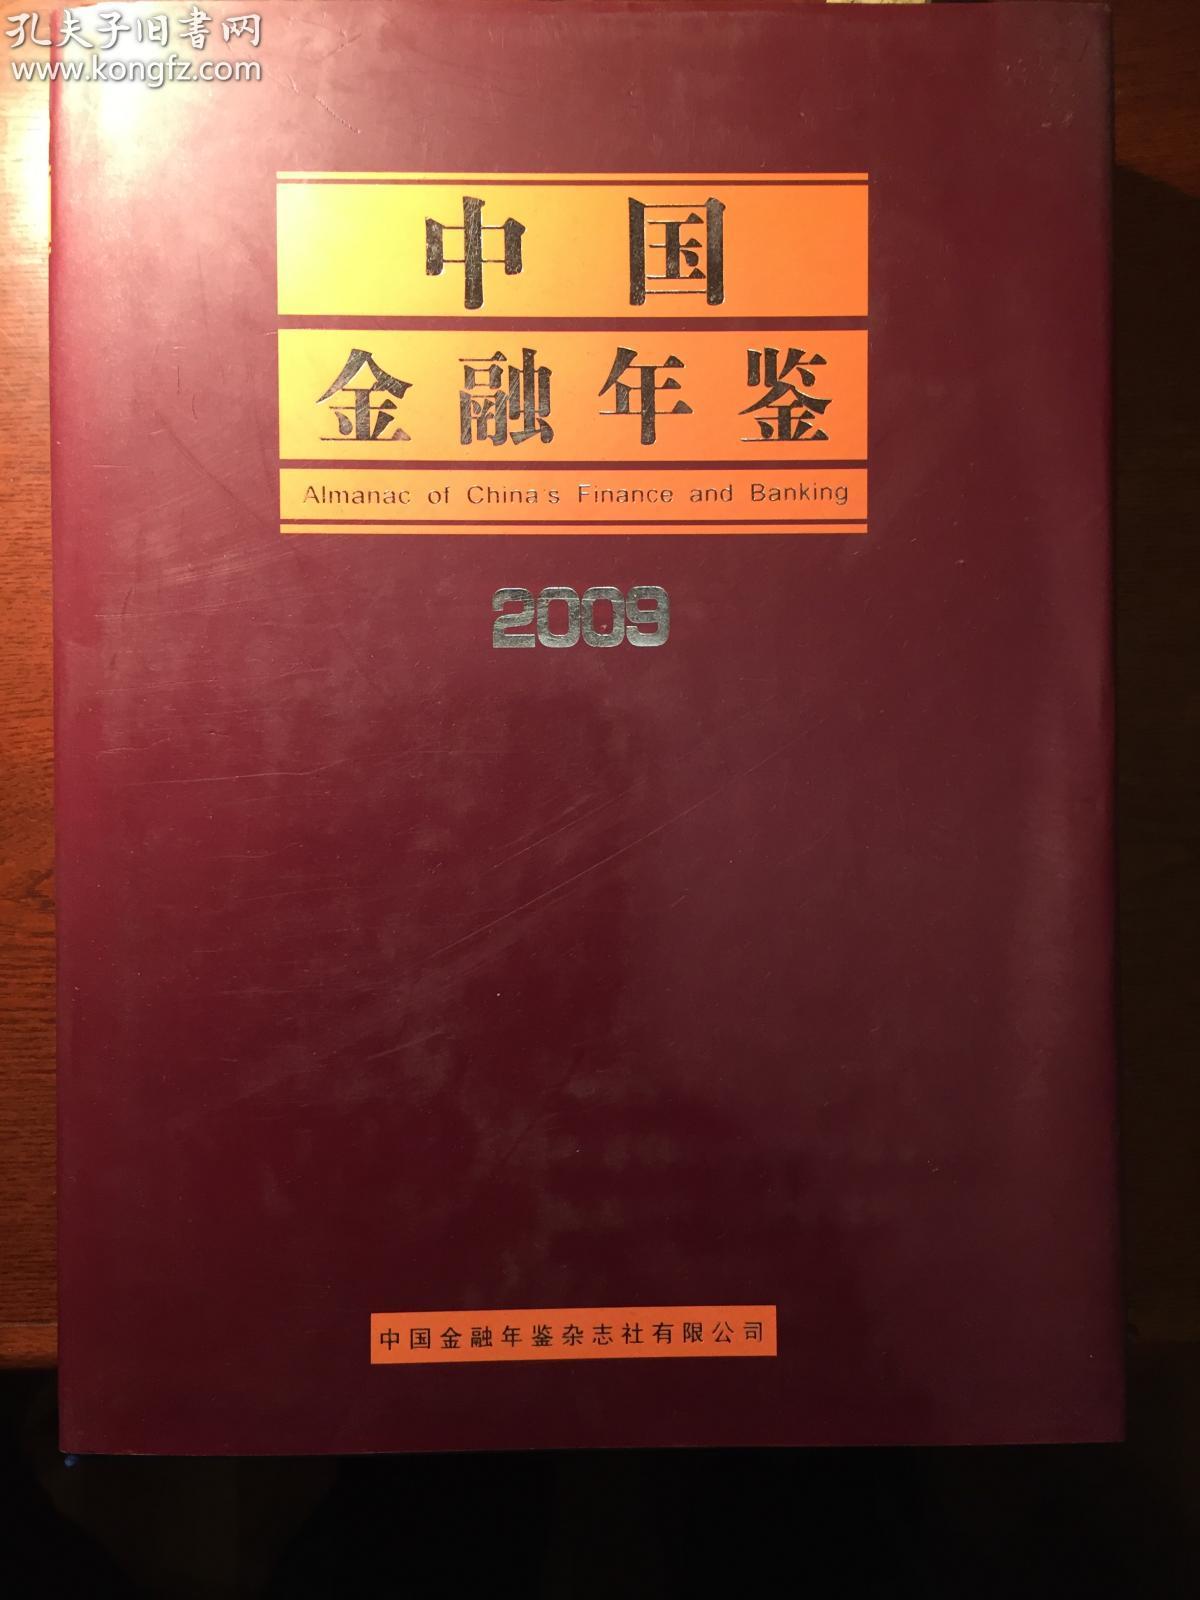 孔夫子旧書网
www.kongfz.com
中国
金融年鉴
Almanac of China's Finance and Banking
2009
中国金融年鉴杂志社有限公司